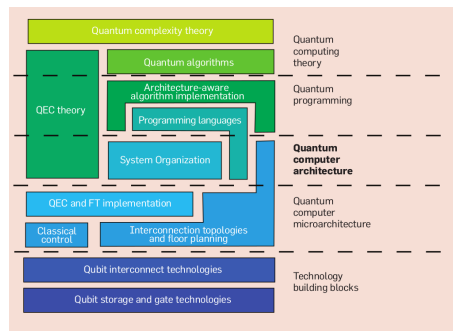 Quantum complexity theory
Quantum
computing
theory
Quantum algorithms
QEC theory
Architecture-aware
algorithm implementation
Quantum
programming
Programming languages
System Organization
Quantum
computer
architecture
QEC and FT implementation
Quantum
computer
microarchitecture
Classical
control
Interconnection topologies
and floor planning
Qubit interconnect technologies
Technology
building blocks
Qubit storage and gate technologies